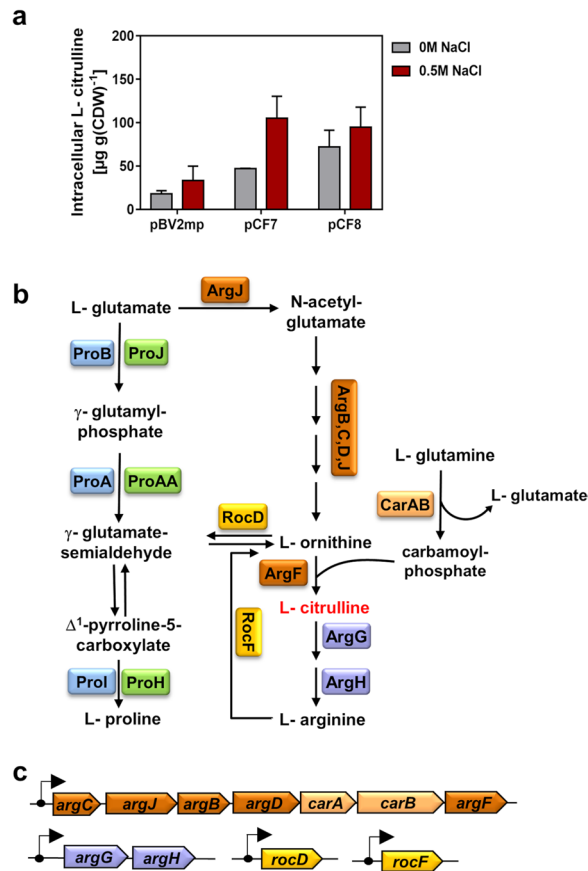 a
Intracellular L- citrulline
[µg g(CDW)⁻¹]
200
150
100
50
0
pBV2mp
pCF7
pCF8
0M NaCl
0.5M NaCl
b
L- glutamate
ArgJ
N-acetyl-
glutamate
ProB
ProJ
γ- glutamyl-
phosphate
ArgB,C,D,J
L- glutamine
CarAB
L- glutamate
carbamoyl-
phosphate
ProA
ProAA
γ- glutamate-
semialdehyde
RocD
L- ornithine
ArgF
L- citrulline
RocF
ArgG
ArgH
L- arginine
Δ¹-pyrroline-5-
carboxylate
ProI
ProH
L- proline
c
argC
argJ
argB
argD
carA
carB
argF
argG
argH
rocD
rocF